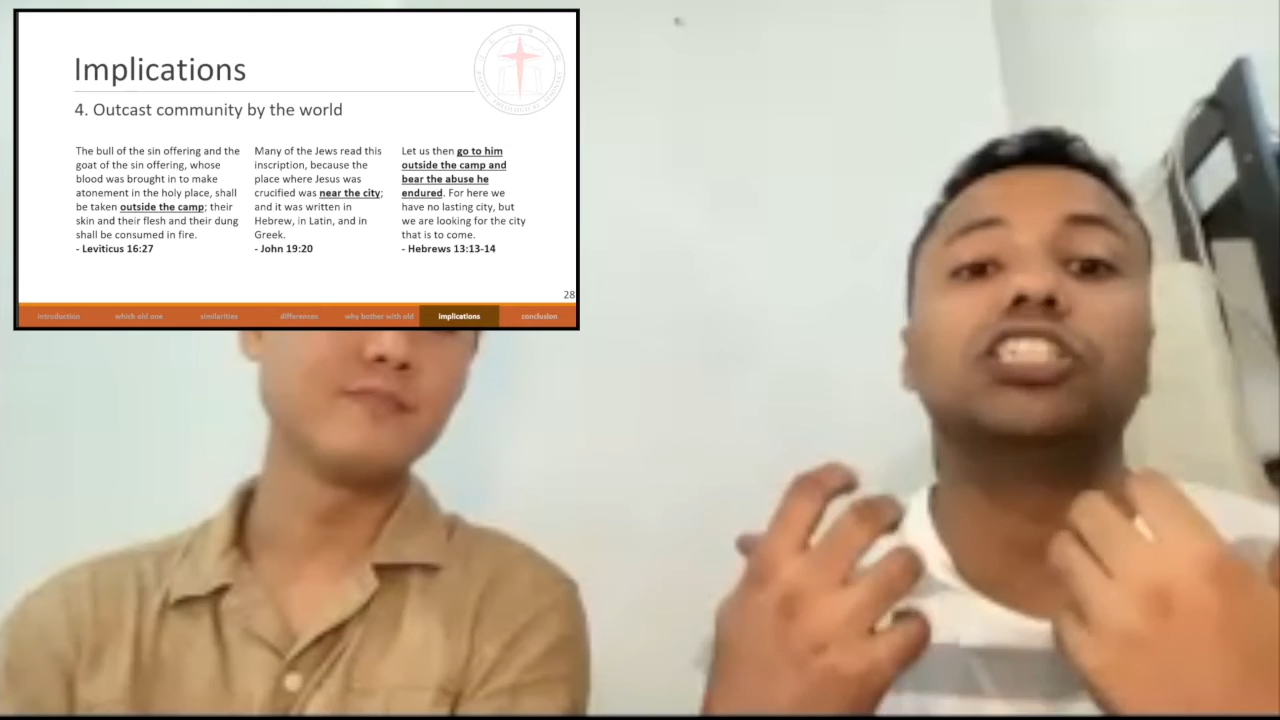 Implications
4. Outcast community by the world
The bull of the sin offering and the
goat of the sin offering, whose
blood was brought in to make
atonement in the holy place, shall
be taken outside the camp; their
skin and their flesh and their dung
shall be consumed in fire.
- Leviticus 16:27
Many of the Jews read this
inscription, because the
place where Jesus was
crucified was near the city;
and it was written in
Hebrew, in Latin, and in
Greek.
- John 19:20
Let us then go to him
outside the camp and
bear the abuse he
endured. For here we
have no lasting city, but
we are looking for the city
that is to come.
- Hebrews 13:13-14
28
introduction which old one similarities differences why bother with old implications conclusion